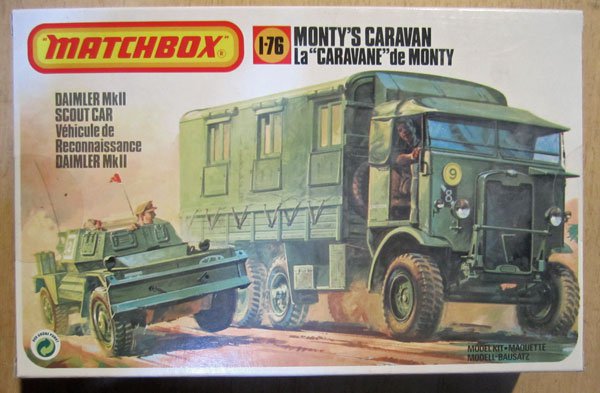 "MATCHBOX"®
1-76
MONTY'S CARAVAN
La "CARAVANE" de MONTY
DAIMLER MkII
SCOUT CAR
Véhicule de
Reconnaissance
DAIMLER MkII
9
8
MODEL KIT • MAQUETTE
MODELL-BAUSATZ